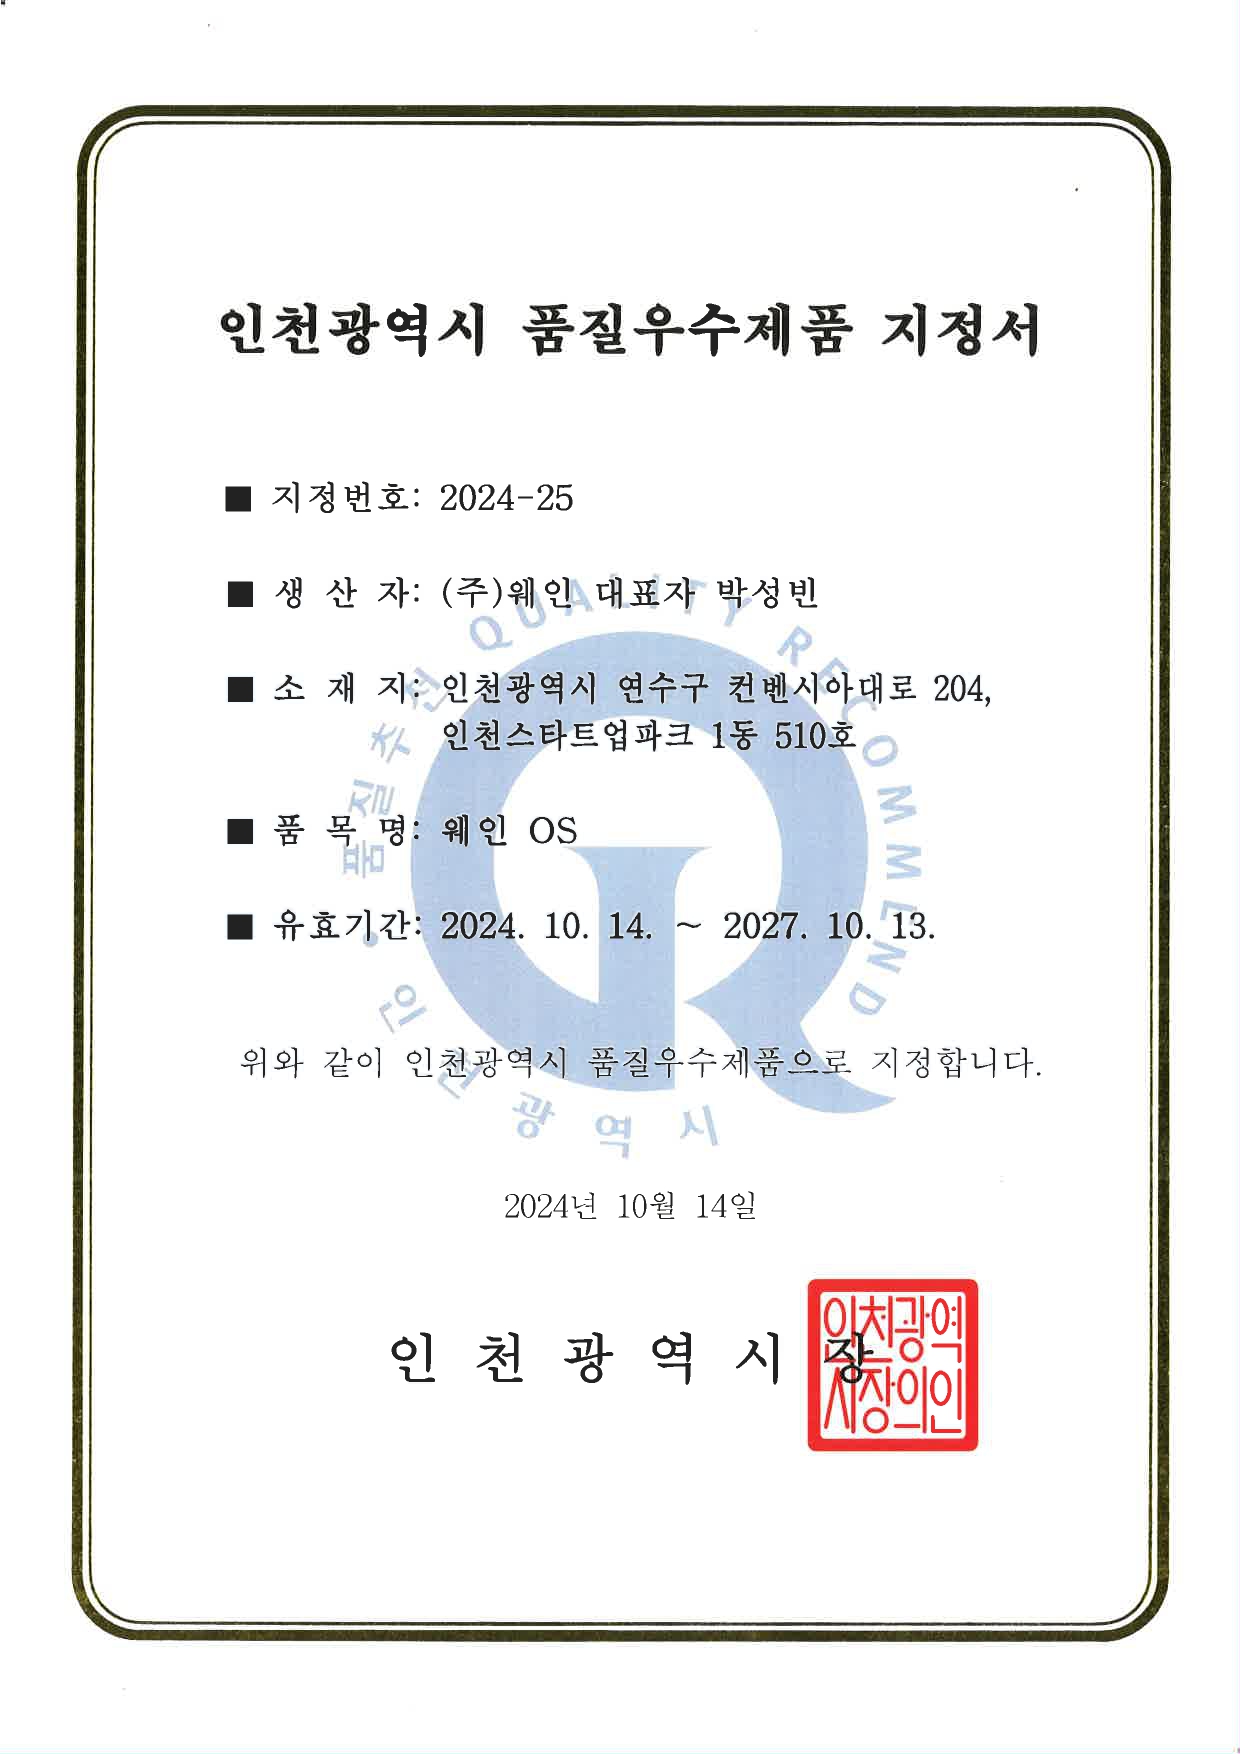 인천광역시 품질우수제품 지정서
■ 지정번호: 2024-25
■ 생 산 자: (주)웨인 대표자 박성빈
■ 소 재 지: 인천광역시 연수구 컨벤시아대로 204,
인천스타트업파크 1동 510호
■ 품 목 명: 웨인 OS
■ 유효기간: 2024. 10. 14. ~ 2027. 10. 13.
위와 같이 인천광역시 품질우수제품으로 지정합니다.
2024년 10월 14일
인 천 광 역 시 장
인천광역
시장의인
품질추천 QUALITY RECOMMEND
인천광역시